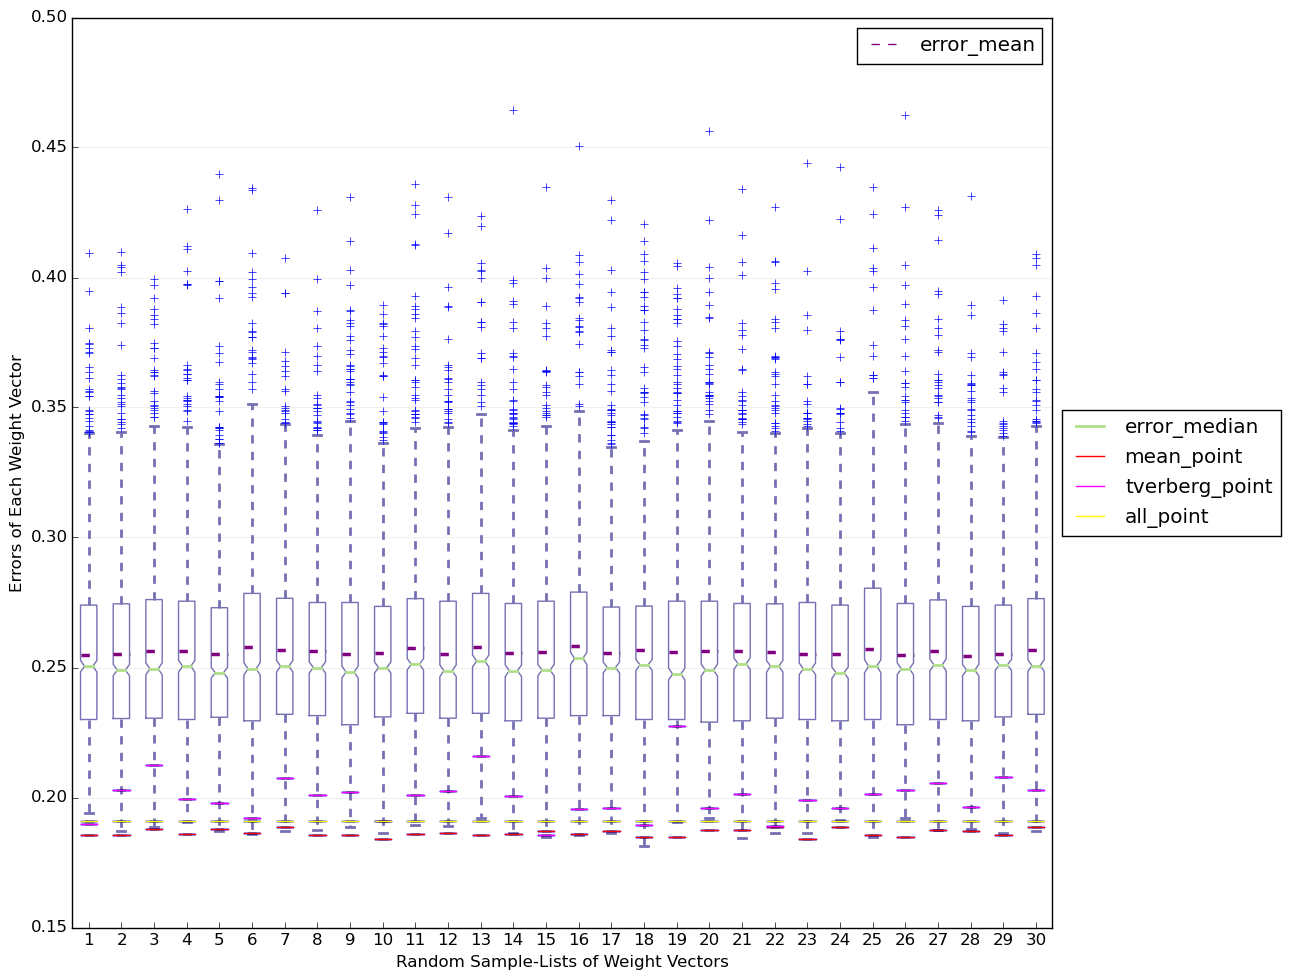 0.50
0.45
0.40
0.35
0.30
0.25
0.20
0.15
Errors of Each Weight Vector
error_mean
error_median
mean_point
tverberg_point
all_point
1 2 3 4 5 6 7 8 9 10 11 12 13 14 15 16 17 18 19 20 21 22 23 24 25 26 27 28 29 30
Random Sample-Lists of Weight Vectors